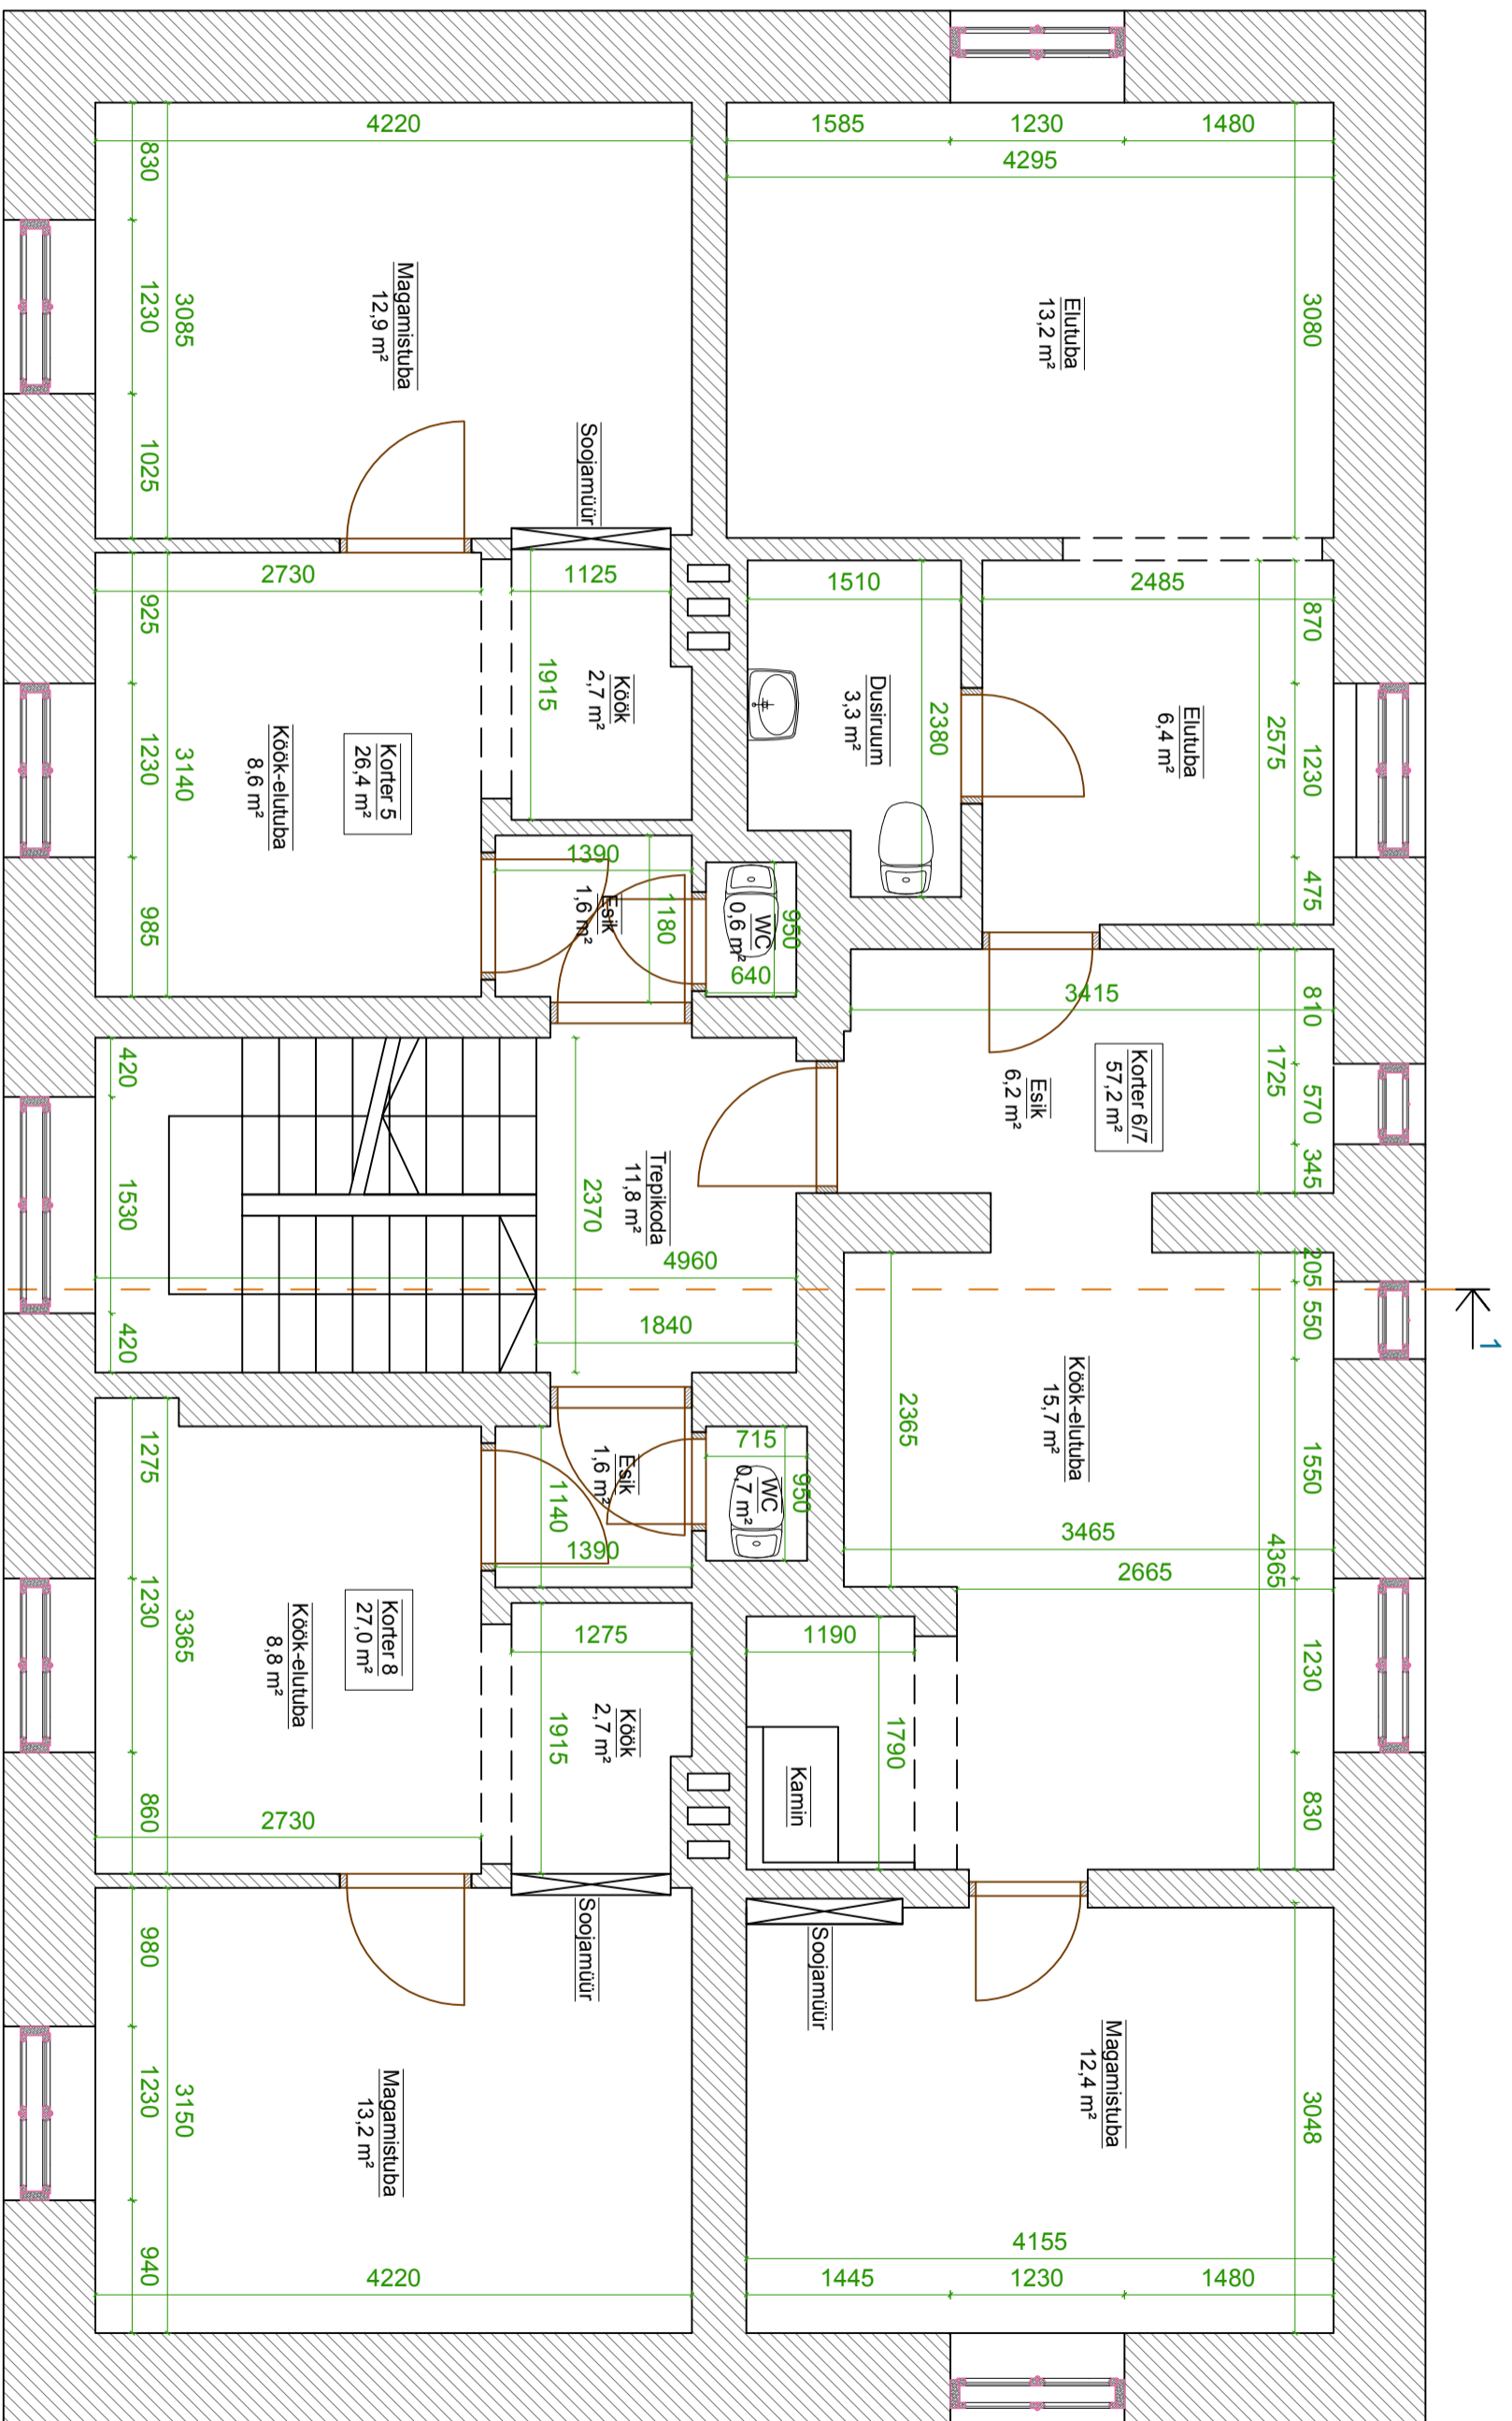 1585
1230
1480
4295
3080
Elutuba
13,2 m²
4220
830
1230
3085
1025
Magamistuba
12,9 m²
Soojamüür
2730
925
1230
3140
985
1125
1915
Köök
2,7 m²
Korter 5
26,4 m²
Köök-elutuba
8,6 m²
1510
2380
Dusiruum
3,3 m²
2485
870
2575
1230
475
Elutuba
6,4 m²
1390
1180
Esik
1,6 m²
WC
0,6 m²
950
640
3415
810
1725
570
345
Korter 6/7
57,2 m²
Esik
6,2 m²
420
1530
420
Trepikoda
11,8 m²
2370
4960
1840
205
550
1
1550
4365
1230
830
Köök-elutuba
15,7 m²
2365
3465
2665
715
950
WC
0,7 m²
Esik
1,6 m²
1140
1390
1275
1230
3365
860
2730
Korter 8
27,0 m²
Köök-elutuba
8,8 m²
1275
1915
Köök
2,7 m²
1190
1790
Kamin
Soojamüür
Soojamüür
980
1230
3150
940
4220
Magamistuba
13,2 m²
Magamistuba
12,4 m²
3048
4155
1445
1230
1480